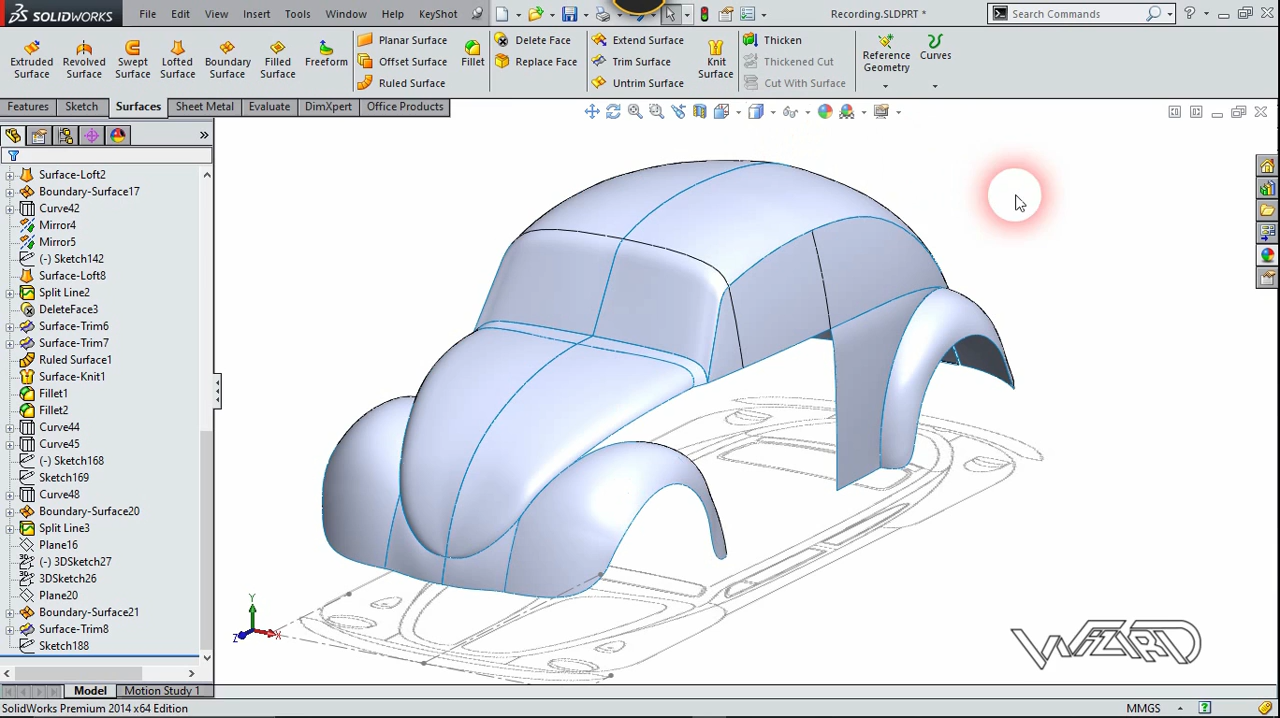 SOLIDWORKS File Edit View Insert Tools Window Help KeyShot Recording.SLDPRT * Search Commands
Extruded Surface
Revolved Surface
Swept Surface
Lofted Surface
Boundary Surface
Filled Surface
Freeform
Planar Surface
Offset Surface
Ruled Surface
Fillet
Delete Face
Replace Face
Extend Surface
Trim Surface
Untrim Surface
Knit Surface
Thicken
Thickened Cut
Cut With Surface
Reference Geometry
Curves
Features Sketch Surfaces Sheet Metal Evaluate DimXpert Office Products
Surface-Loft2
Boundary-Surface17
Curve42
Mirror4
Mirror5
(-) Sketch142
Surface-Loft8
Split Line2
DeleteFace3
Surface-Trim6
Surface-Trim7
Ruled Surface1
Surface-Knit1
Fillet1
Fillet2
Curve44
Curve45
(-) Sketch168
Sketch169
Curve48
Boundary-Surface20
Split Line3
Plane16
(-) 3DSketch27
3DSketch26
Plane20
Boundary-Surface21
Surface-Trim8
Sketch188
Y
Z X
WIZARD
Model Motion Study 1
SolidWorks Premium 2014 x64 Edition MMGS